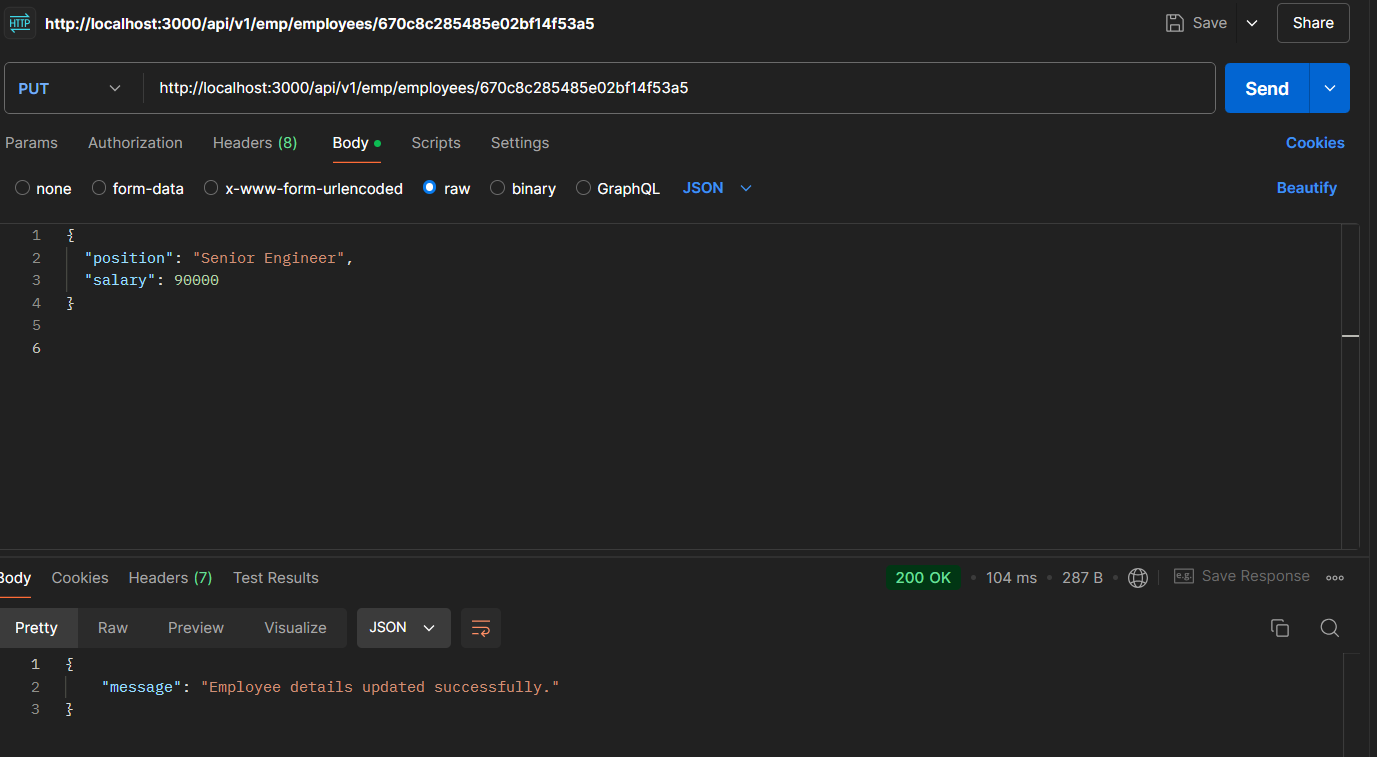 HTTP http://localhost:3000/api/v1/emp/employees/670c8c285485e02bf14f53a5 Save Share
PUT http://localhost:3000/api/v1/emp/employees/670c8c285485e02bf14f53a5 Send
Params Authorization Headers (8) Body Scripts Settings Cookies
none form-data x-www-form-urlencoded raw binary GraphQL JSON Beautify
1 {
2 "position": "Senior Engineer",
3 "salary": 90000
4 }
5
6
Body Cookies Headers (7) Test Results 200 OK • 104 ms • 287 B • e.g. Save Response
Pretty Raw Preview Visualize JSON
1 {
2 "message": "Employee details updated successfully."
3 }